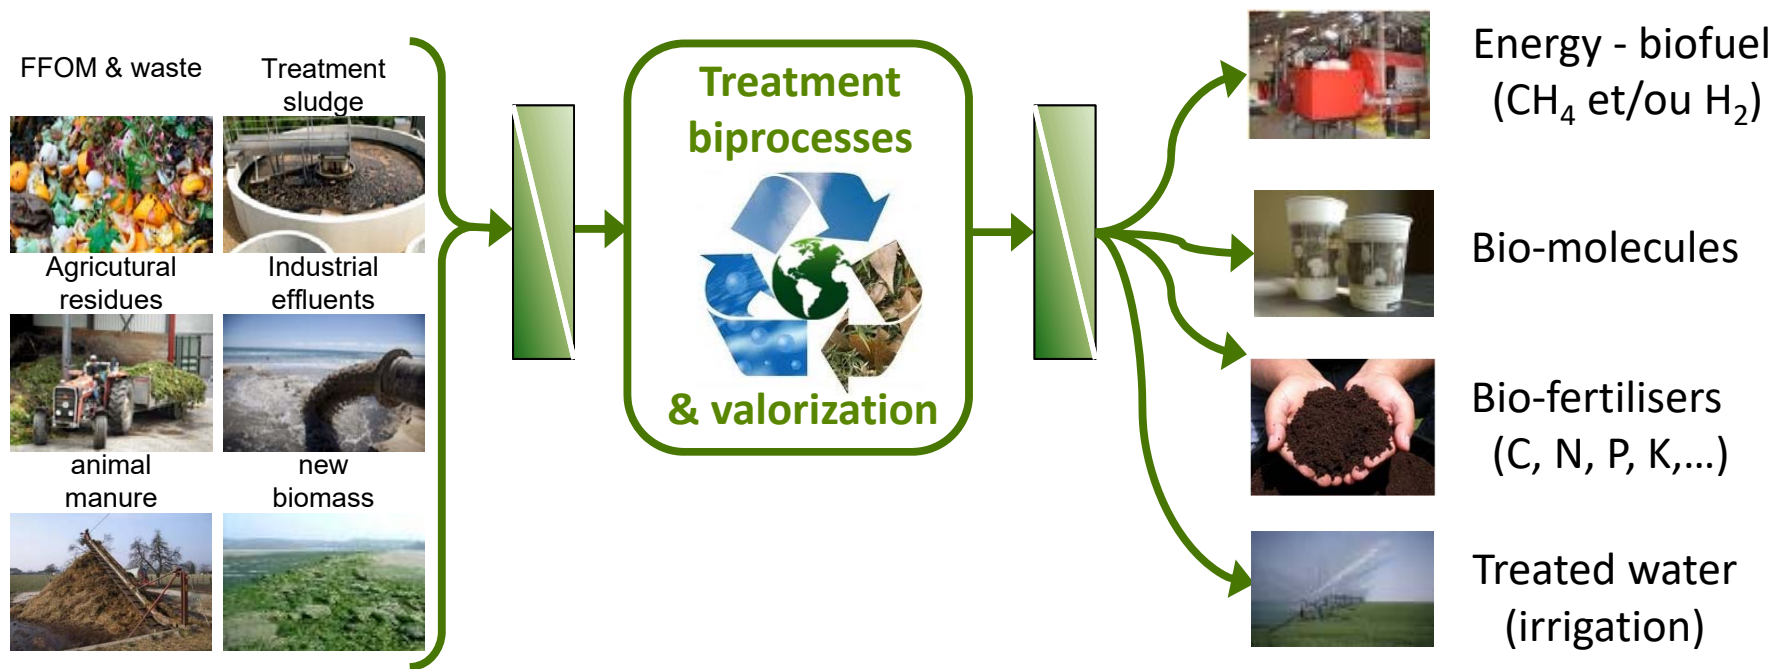 FFOM & waste
Treatment
sludge
Agricutural
residues
Industrial
effluents
animal
manure
new
biomass
Treatment
biprocesses
& valorization
Energy - biofuel
(CH₄ et/ou H₂)
Bio-molecules
Bio-fertilisers
(C, N, P, K,...)
Treated water
(irrigation)